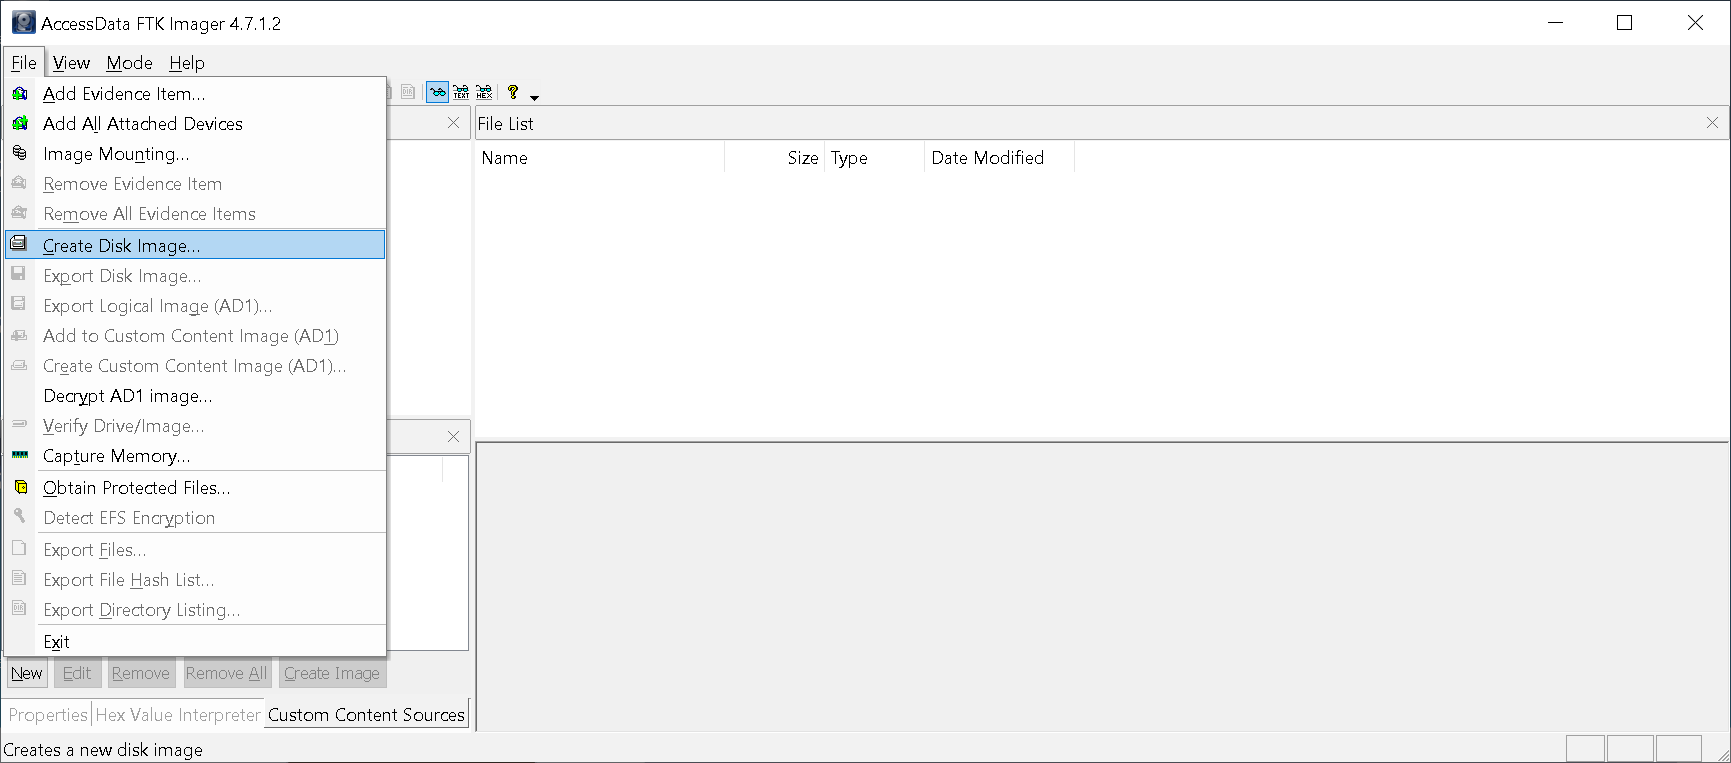 AccessData FTK Imager 4.7.1.2
File View Mode Help
Add Evidence Item...
Add All Attached Devices
Image Mounting...
Remove Evidence Item
Remove All Evidence Items
Create Disk Image...
Export Disk Image...
Export Logical Image (AD1)...
Add to Custom Content Image (AD1)
Create Custom Content Image (AD1)...
Decrypt AD1 image...
Verify Drive/Image...
Capture Memory...
Obtain Protected Files...
Detect EFS Encryption
Export Files...
Export File Hash List...
DIR Export Directory Listing...
Exit
DIR TEXT HEX ?
File List
Name Size Type Date Modified
New Edit Remove Remove All Create Image
Properties Hex Value Interpreter Custom Content Sources
Creates a new disk image